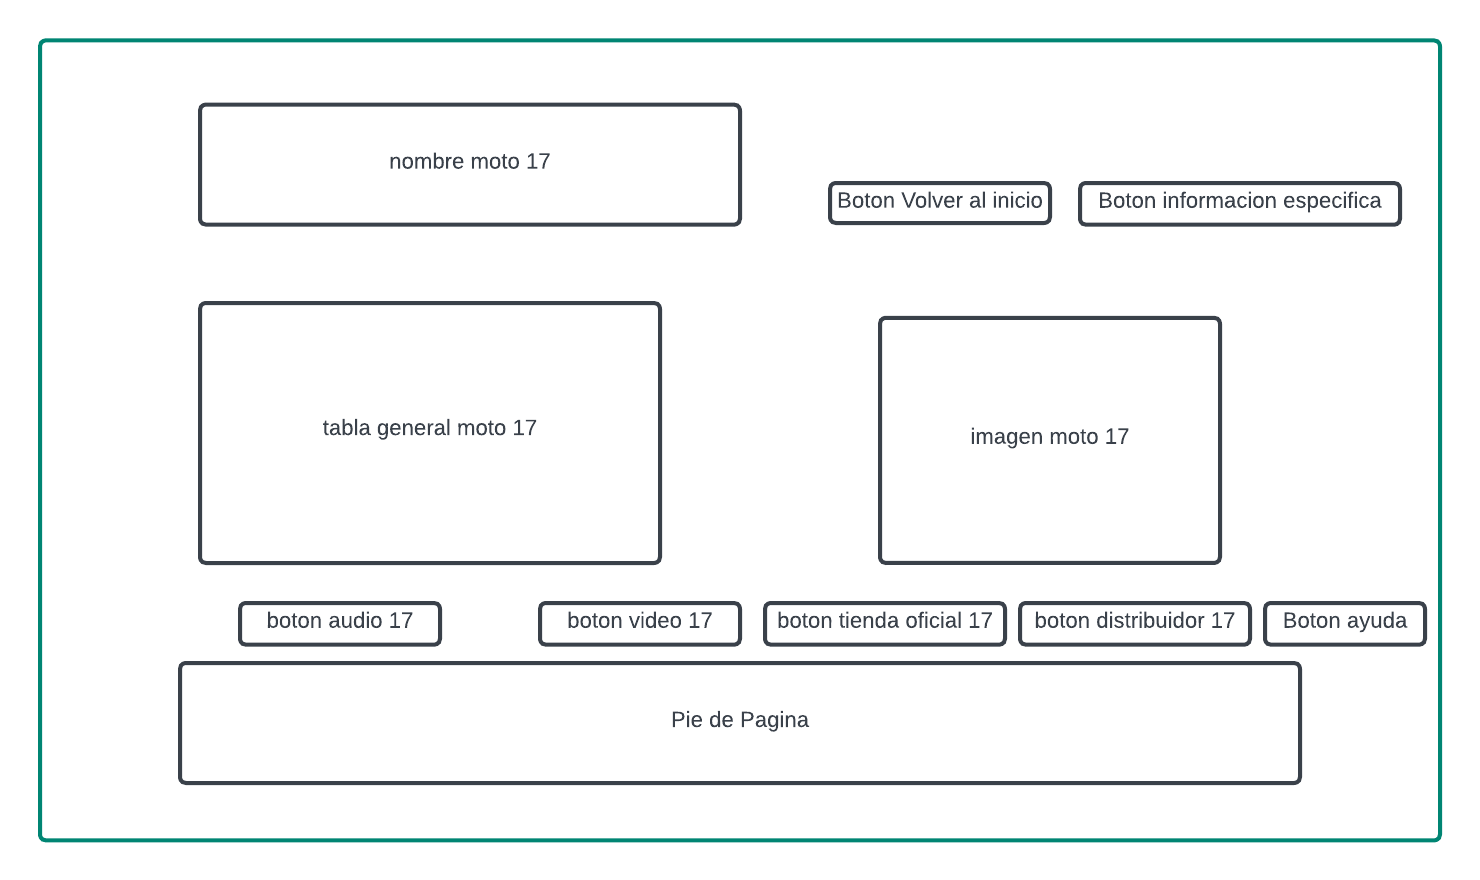 nombre moto 17
Boton Volver al inicio
Boton informacion especifica
tabla general moto 17
imagen moto 17
boton audio 17
boton video 17
boton tienda oficial 17
boton distribuidor 17
Boton ayuda
Pie de Pagina